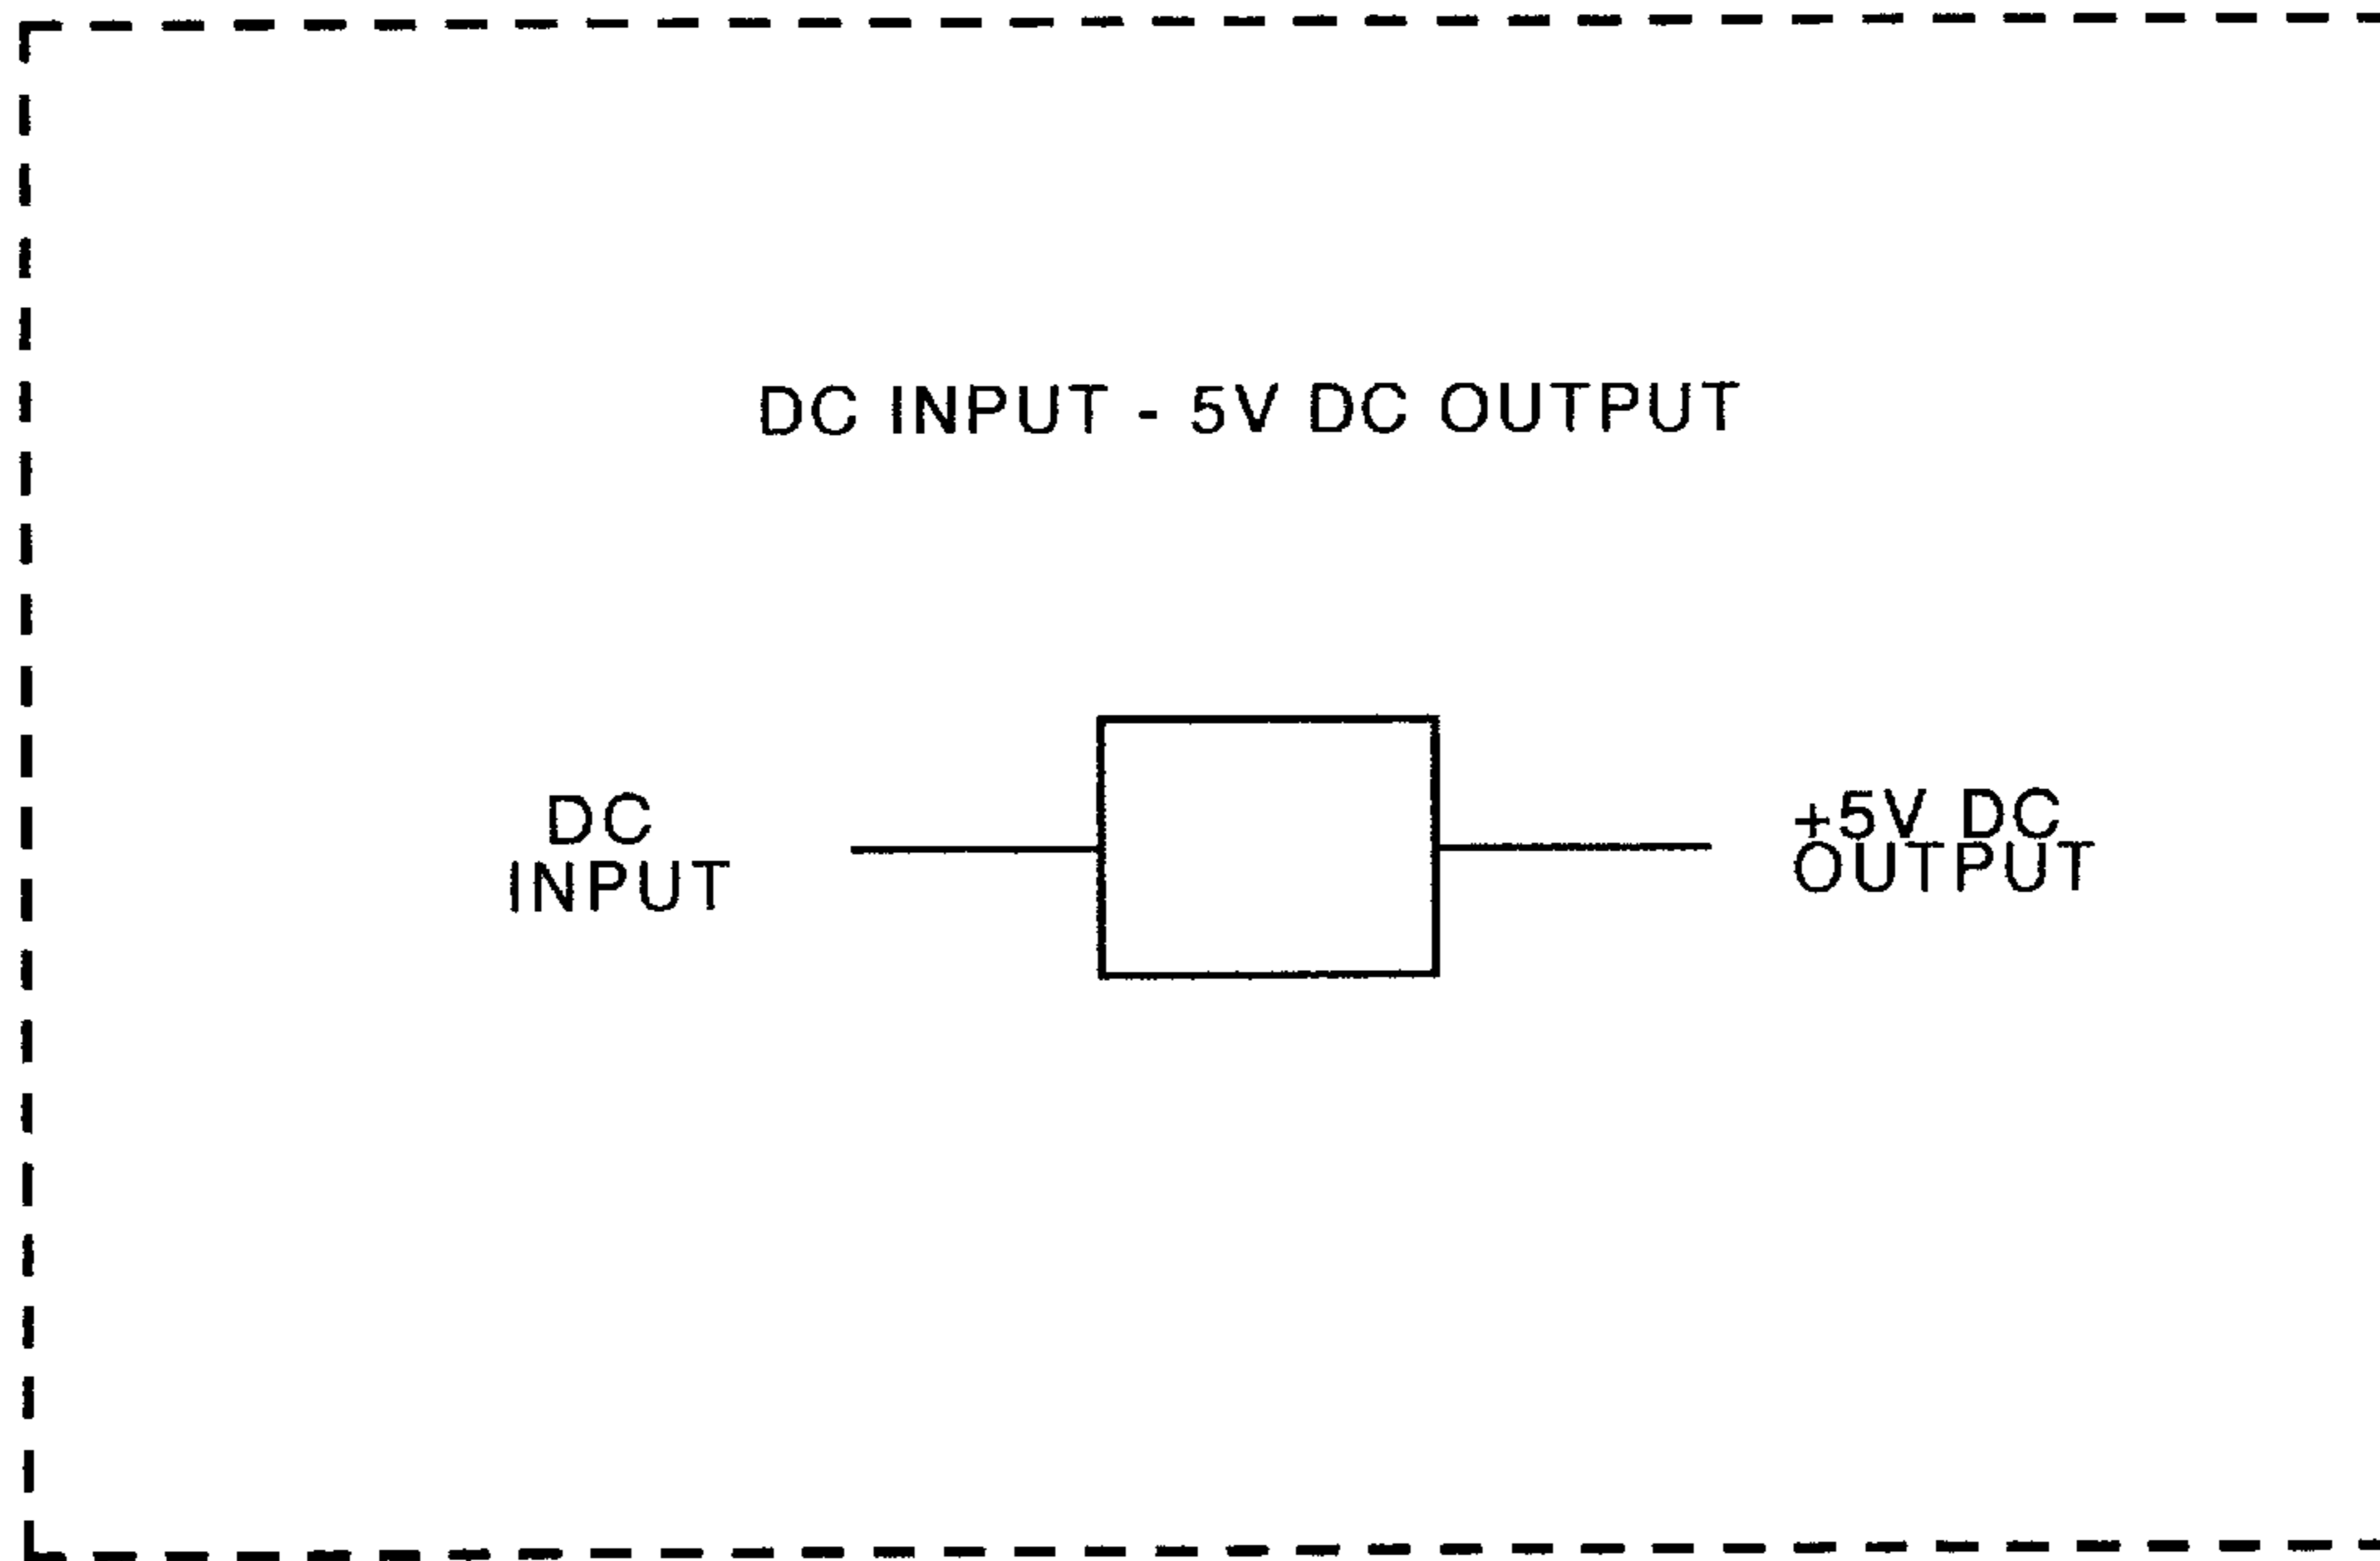 DC INPUT - 5V DC OUTPUT
DC
INPUT
+5V DC
OUTPUT